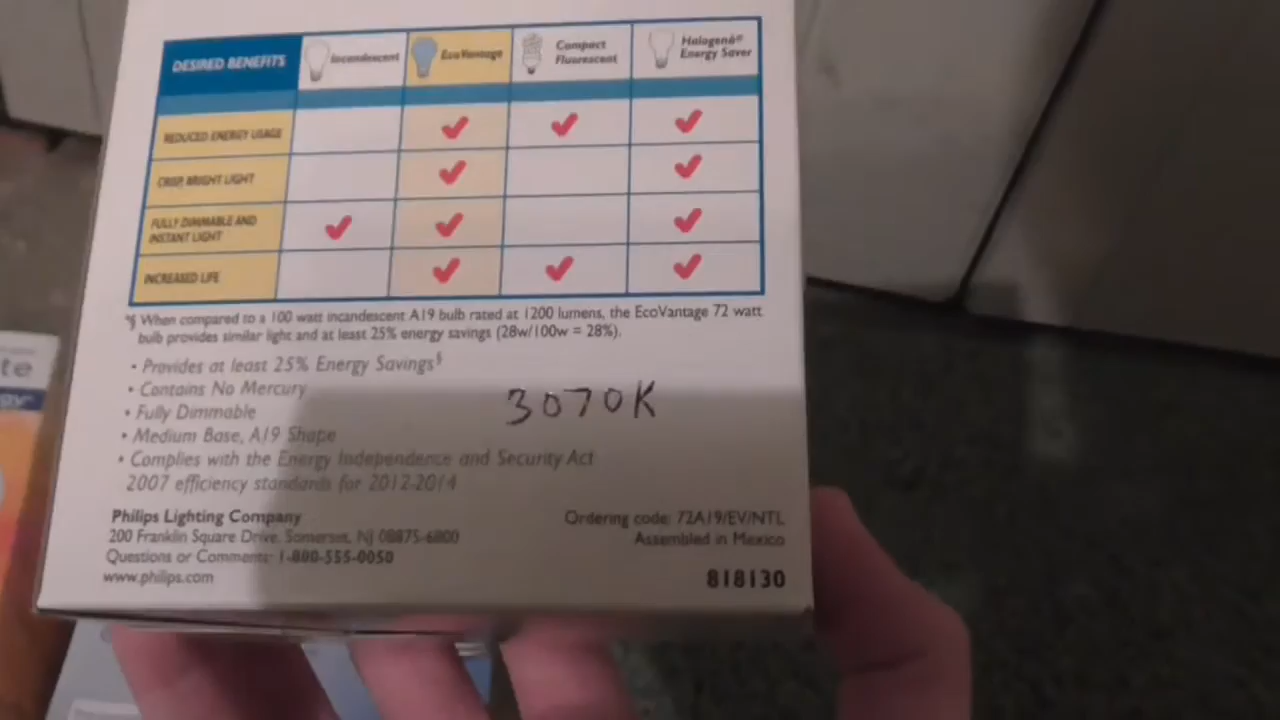 DESIRED BENEFITS
Incandescent
EcoVantage
Compact
Fluorescent
Halogená®
Energy Saver
REDUCED ENERGY USAGE
CRISP, BRIGHT LIGHT
FULLY DIMMABLE AND
INSTANT LIGHT
INCREASED LIFE
*§ When compared to a 100 watt incandescent A19 bulb rated at 1200 lumens, the EcoVantage 72 watt
bulb provides similar light and at least 25% energy savings (28w/100w = 28%).
• Provides at least 25% Energy Savings§
• Contains No Mercury
• Fully Dimmable
• Medium Base, A19 Shape
• Complies with the Energy Independence and Security Act
2007 efficiency standards for 2012-2014
3070K
Philips Lighting Company
200 Franklin Square Drive, Somerset, NJ 08875-6800
Questions or Comments: 1-800-555-0050
www.philips.com
Ordering code: 72A19/EV/NTL
Assembled in Mexico
818130
te